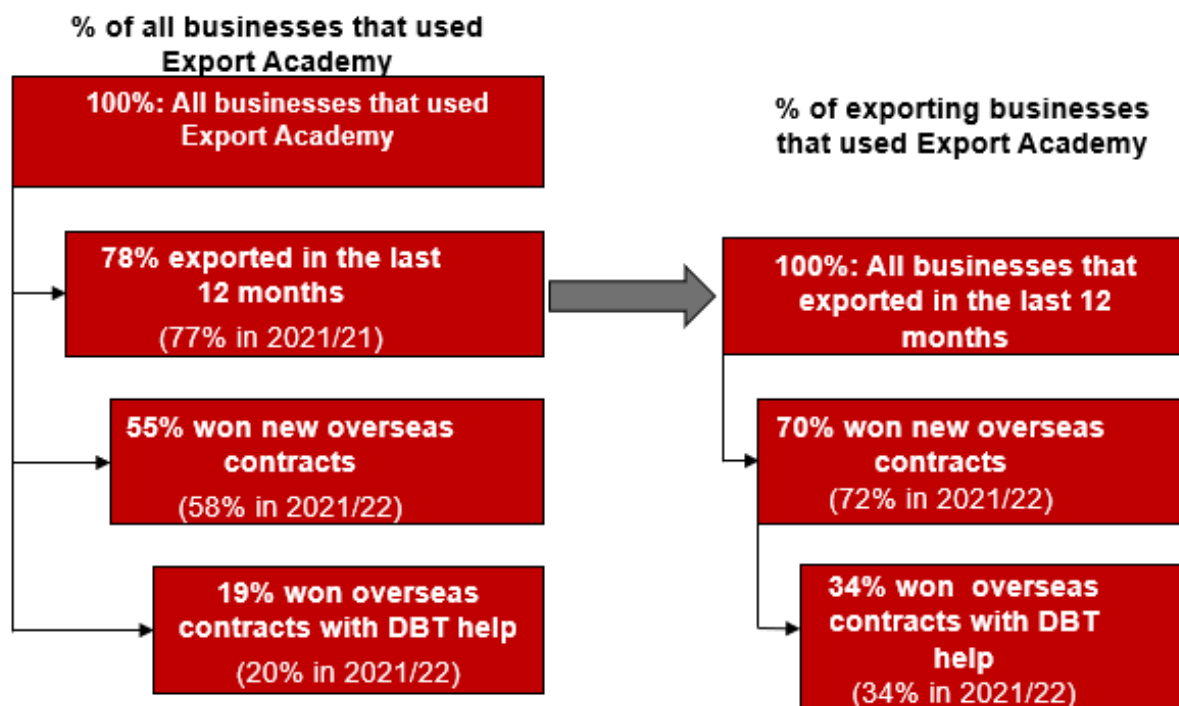 % of all businesses that used
Export Academy
100%: All businesses that used
Export Academy
78% exported in the last
12 months
(77% in 2021/21)
55% won new overseas
contracts
(58% in 2021/22)
19% won overseas
contracts with DBT help
(20% in 2021/22)
% of exporting businesses
that used Export Academy
100%: All businesses that
exported in the last 12
months
70% won new overseas
contracts
(72% in 2021/22)
34% won overseas
contracts with DBT
help
(34% in 2021/22)